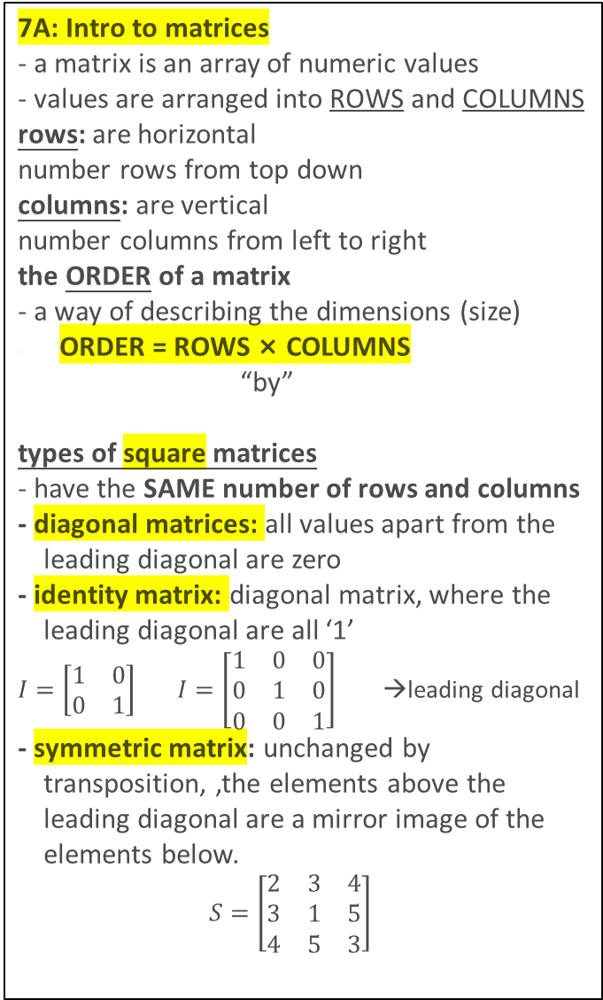 7A: Intro to matrices
- a matrix is an array of numeric values
- values are arranged into ROWS and COLUMNS
rows: are horizontal
number rows from top down
columns: are vertical
number columns from left to right
the ORDER of a matrix
- a way of describing the dimensions (size)
ORDER = ROWS × COLUMNS
“by”
types of square matrices
- have the SAME number of rows and columns
- diagonal matrices: all values apart from the
leading diagonal are zero
- identity matrix: diagonal matrix, where the
leading diagonal are all ‘1’
I = [1 0; 0 1] I = [1 0 0; 0 1 0; 0 0 1] →leading diagonal
- symmetric matrix: unchanged by
transposition, ,the elements above the
leading diagonal are a mirror image of the
elements below.
S = [2 3 4; 3 1 5; 4 5 3]